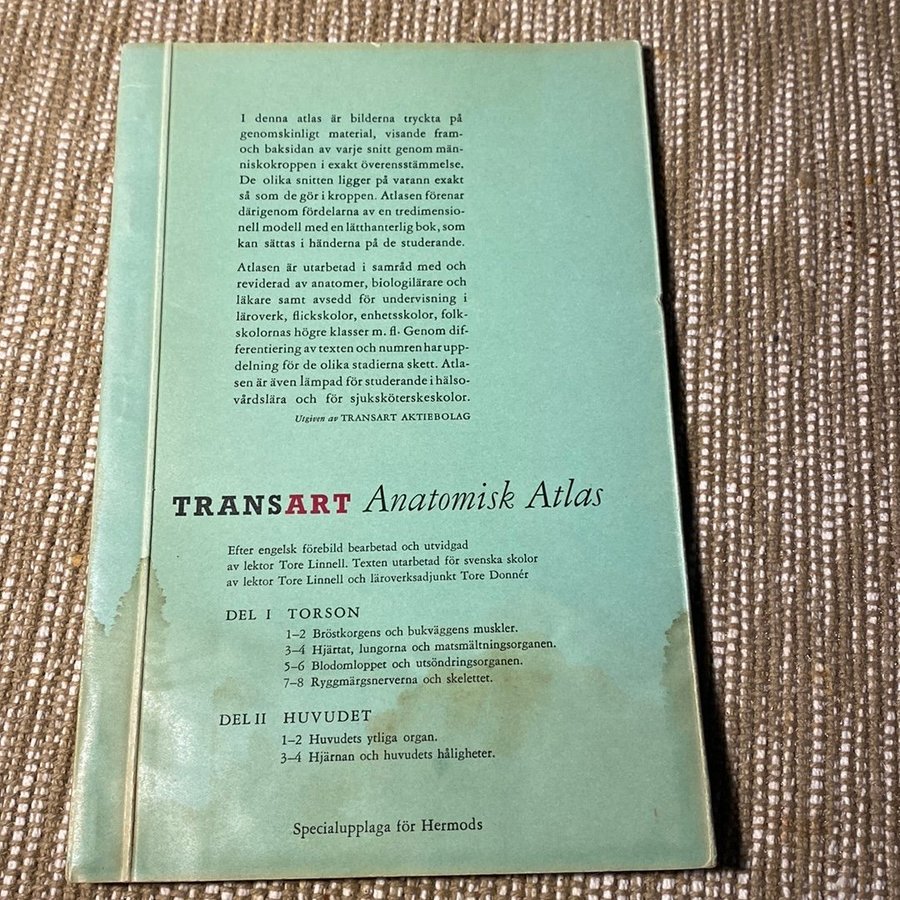 I denna atlas är bilderna tryckta på
genomskinligt material, visande fram-
och baksidan av varje snitt genom män-
niskokroppen i exakt överensstämmelse.
De olika snitten ligger på varann exakt
så som de gör i kroppen. Atlasen förenar
därigenom fördelarna av en tredimensio-
nell modell med en lätthanterlig bok, som
kan sättas i händerna på de studerande.
Atlasen är utarbetad i samråd med och
reviderad av anatomer, biologilärare och
läkare samt avsedd för undervisning i
läroverk, flickskolor, enhetsskolor, folk-
skolornas högre klasser m. fl. Genom dif-
ferentiering av texten och numren har upp-
delning för de olika stadierna skett. Atla-
sen är även lämpad för studerande i hälso-
vårdslära och för sjuksköterskeskolor.
Utgiven av TRANSART AKTIEBOLAG
TRANSART Anatomisk Atlas
Efter engelsk förebild bearbetad och utvidgad
av lektor Tore Linnell. Texten utarbetad för svenska skolor
av lektor Tore Linnell och läroverksadjunkt Tore Donnér
DEL I TORSON
1–2 Bröstkorgens och bukväggens muskler.
3–4 Hjärtat, lungorna och matsmältningsorganen.
5–6 Blodomloppet och utsöndringsorganen.
7–8 Ryggmärgsnerverna och skelettet.
DEL II HUVUDET
1–2 Huvudets ytliga organ.
3–4 Hjärnan och huvudets håligheter.
Specialupplaga för Hermods